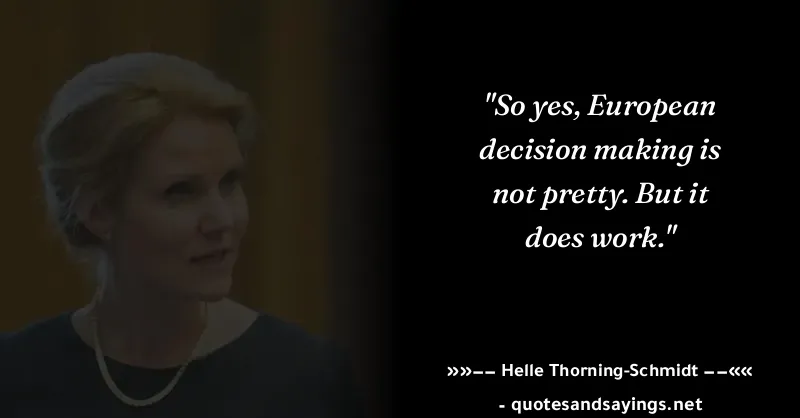 "So yes, European
decision making is
not pretty. But it
does work."
»»–– Helle Thorning-Schmidt ––««
- quotesandsayings.net